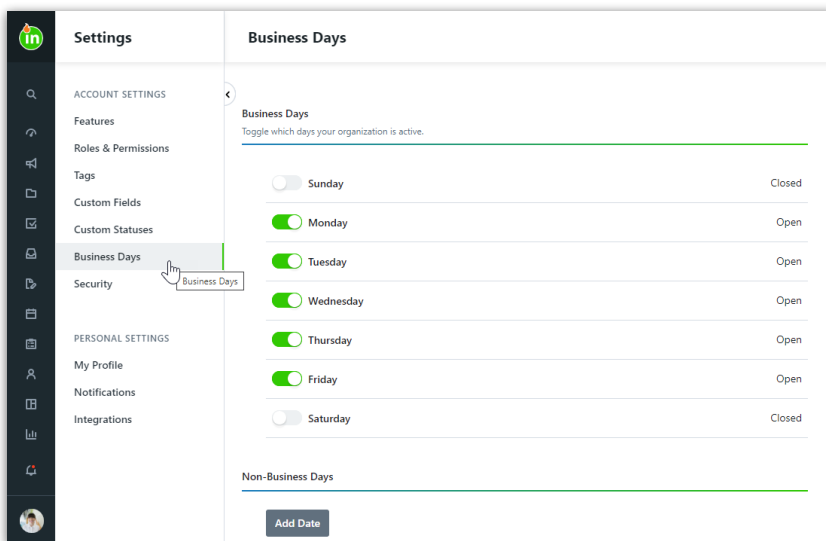 in
Settings
Business Days
ACCOUNT SETTINGS
Features
Roles & Permissions
Tags
Custom Fields
Custom Statuses
Business Days
Business Days
Security
PERSONAL SETTINGS
My Profile
Notifications
Integrations
Business Days
Toggle which days your organization is active.
Sunday Closed
Monday Open
Tuesday Open
Wednesday Open
Thursday Open
Friday Open
Saturday Closed
Non-Business Days
Add Date